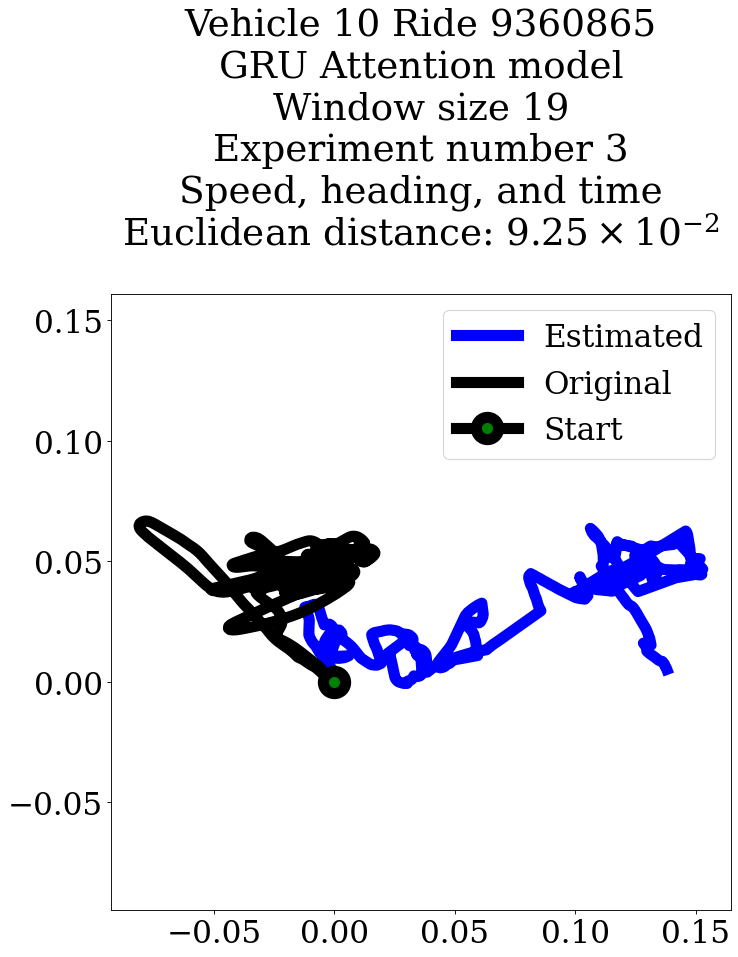 Vehicle 10 Ride 9360865
GRU Attention model
Window size 19
Experiment number 3
Speed, heading, and time
Euclidean distance: 9.25 × 10⁻²
Estimated
Original
Start
0.15
0.10
0.05
0.00
−0.05
−0.05 0.00 0.05 0.10 0.15